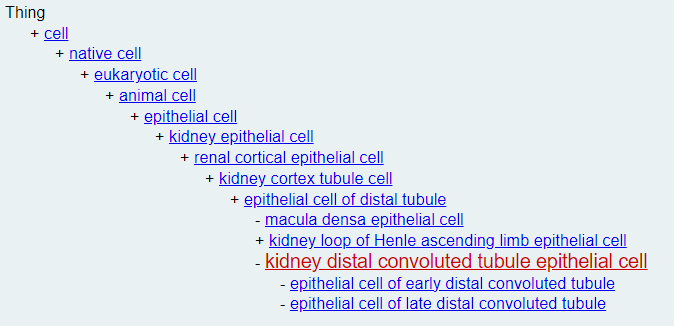 Thing
+ cell
+ native cell
+ eukaryotic cell
+ animal cell
+ epithelial cell
+ kidney epithelial cell
+ renal cortical epithelial cell
+ kidney cortex tubule cell
+ epithelial cell of distal tubule
- macula densa epithelial cell
+ kidney loop of Henle ascending limb epithelial cell
- kidney distal convoluted tubule epithelial cell
- epithelial cell of early distal convoluted tubule
- epithelial cell of late distal convoluted tubule